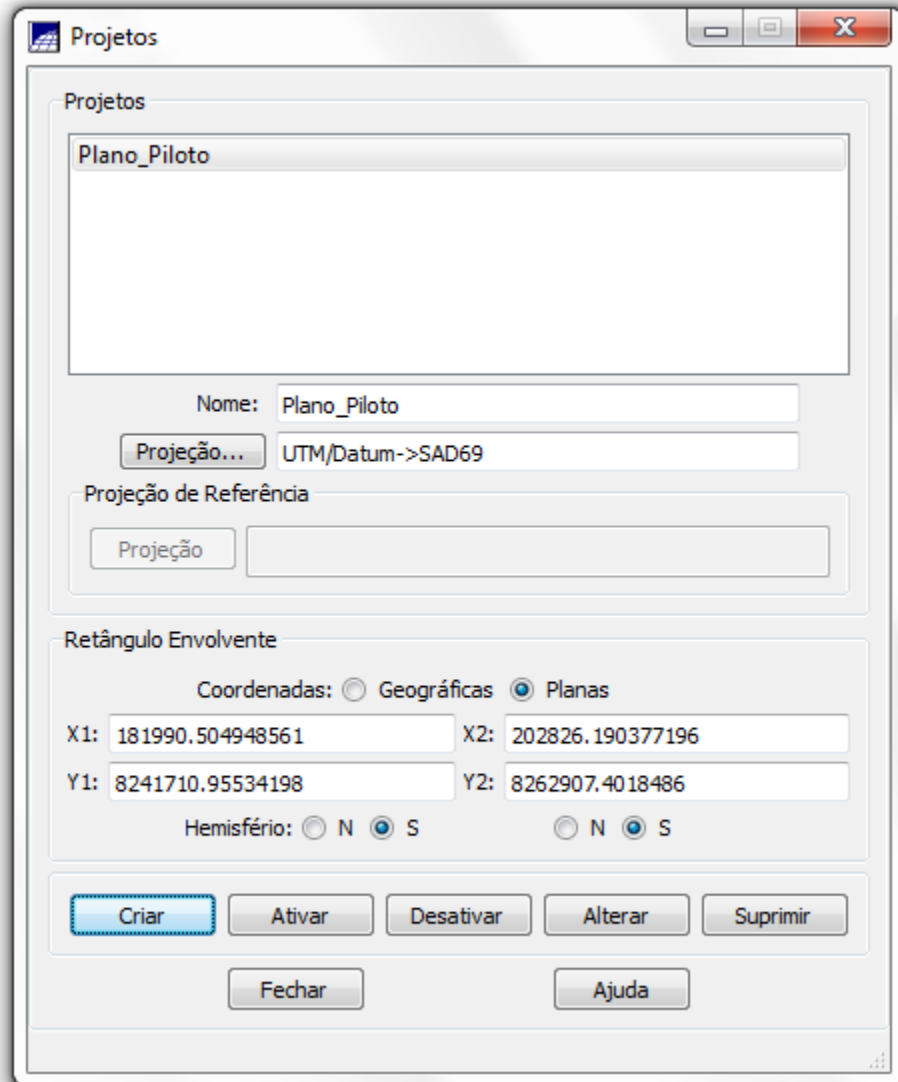 Projetos
Projetos
Plano_Piloto
Nome: Plano_Piloto
Projeção... UTM/Datum->SAD69
Projeção de Referência
Projeção
Retângulo Envolvente
Coordenadas: Geográficas Planas
X1: 181990.504948561 X2: 202826.190377196
Y1: 8241710.95534198 Y2: 8262907.4018486
Hemisfério: N S N S
Criar Ativar Desativar Alterar Suprimir
Fechar Ajuda